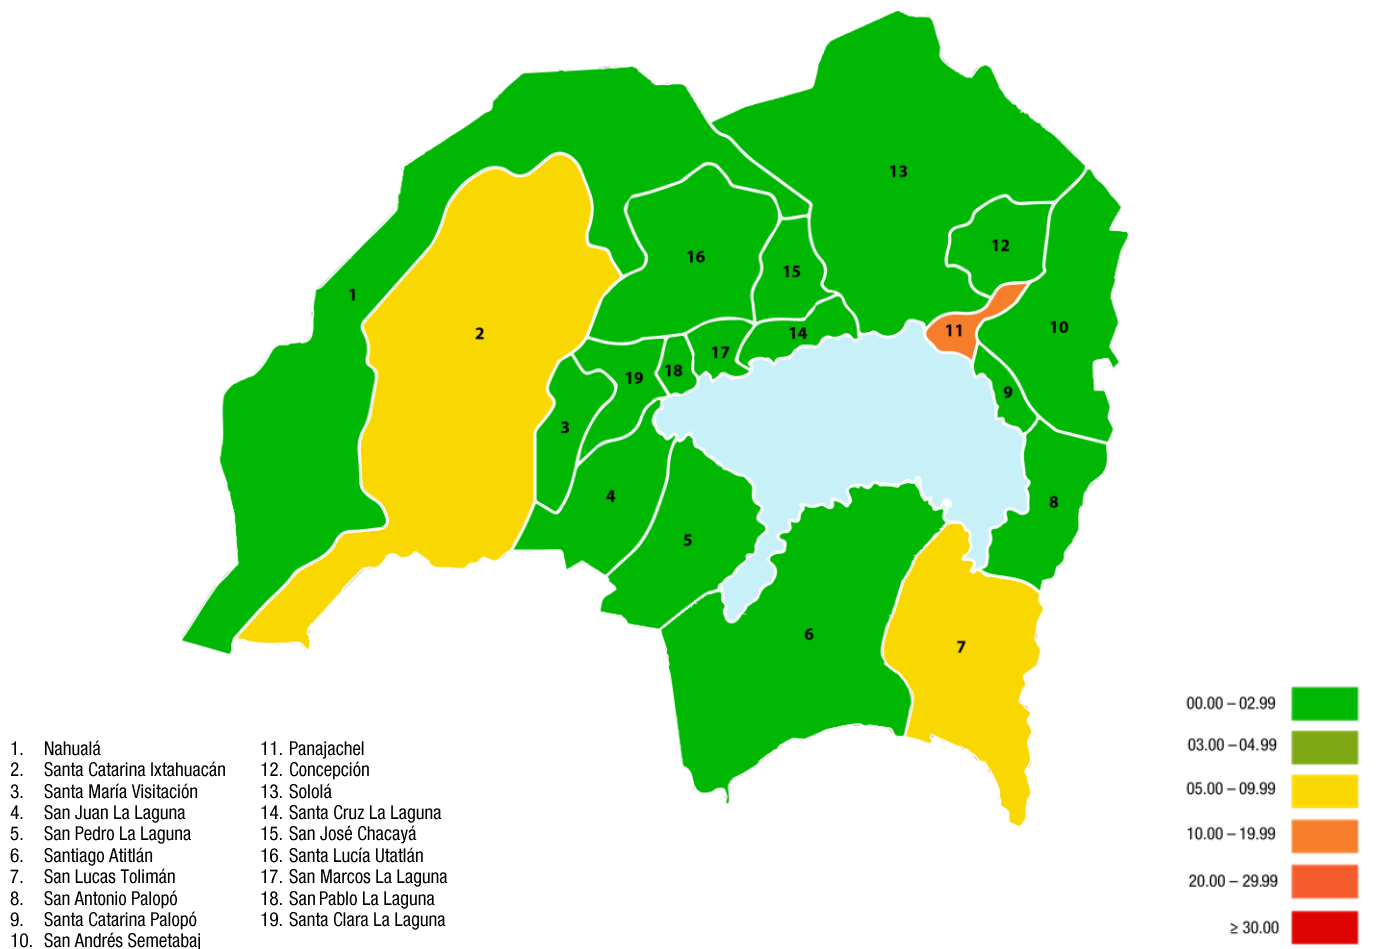 13
12
16
15
1
11
10
14
2
17
18
19
9
3
4
8
5
6
7
00.00 – 02.99
03.00 – 04.99
05.00 – 09.99
10.00 – 19.99
20.00 – 29.99
≥ 30.00
1. Nahualá
2. Santa Catarina Ixtahuacán
3. Santa María Visitación
4. San Juan La Laguna
5. San Pedro La Laguna
6. Santiago Atitlán
7. San Lucas Tolimán
8. San Antonio Palopó
9. Santa Catarina Palopó
10. San Andrés Semetabaj
11. Panajachel
12. Concepción
13. Sololá
14. Santa Cruz La Laguna
15. San José Chacayá
16. Santa Lucía Utatlán
17. San Marcos La Laguna
18. San Pablo La Laguna
19. Santa Clara La Laguna